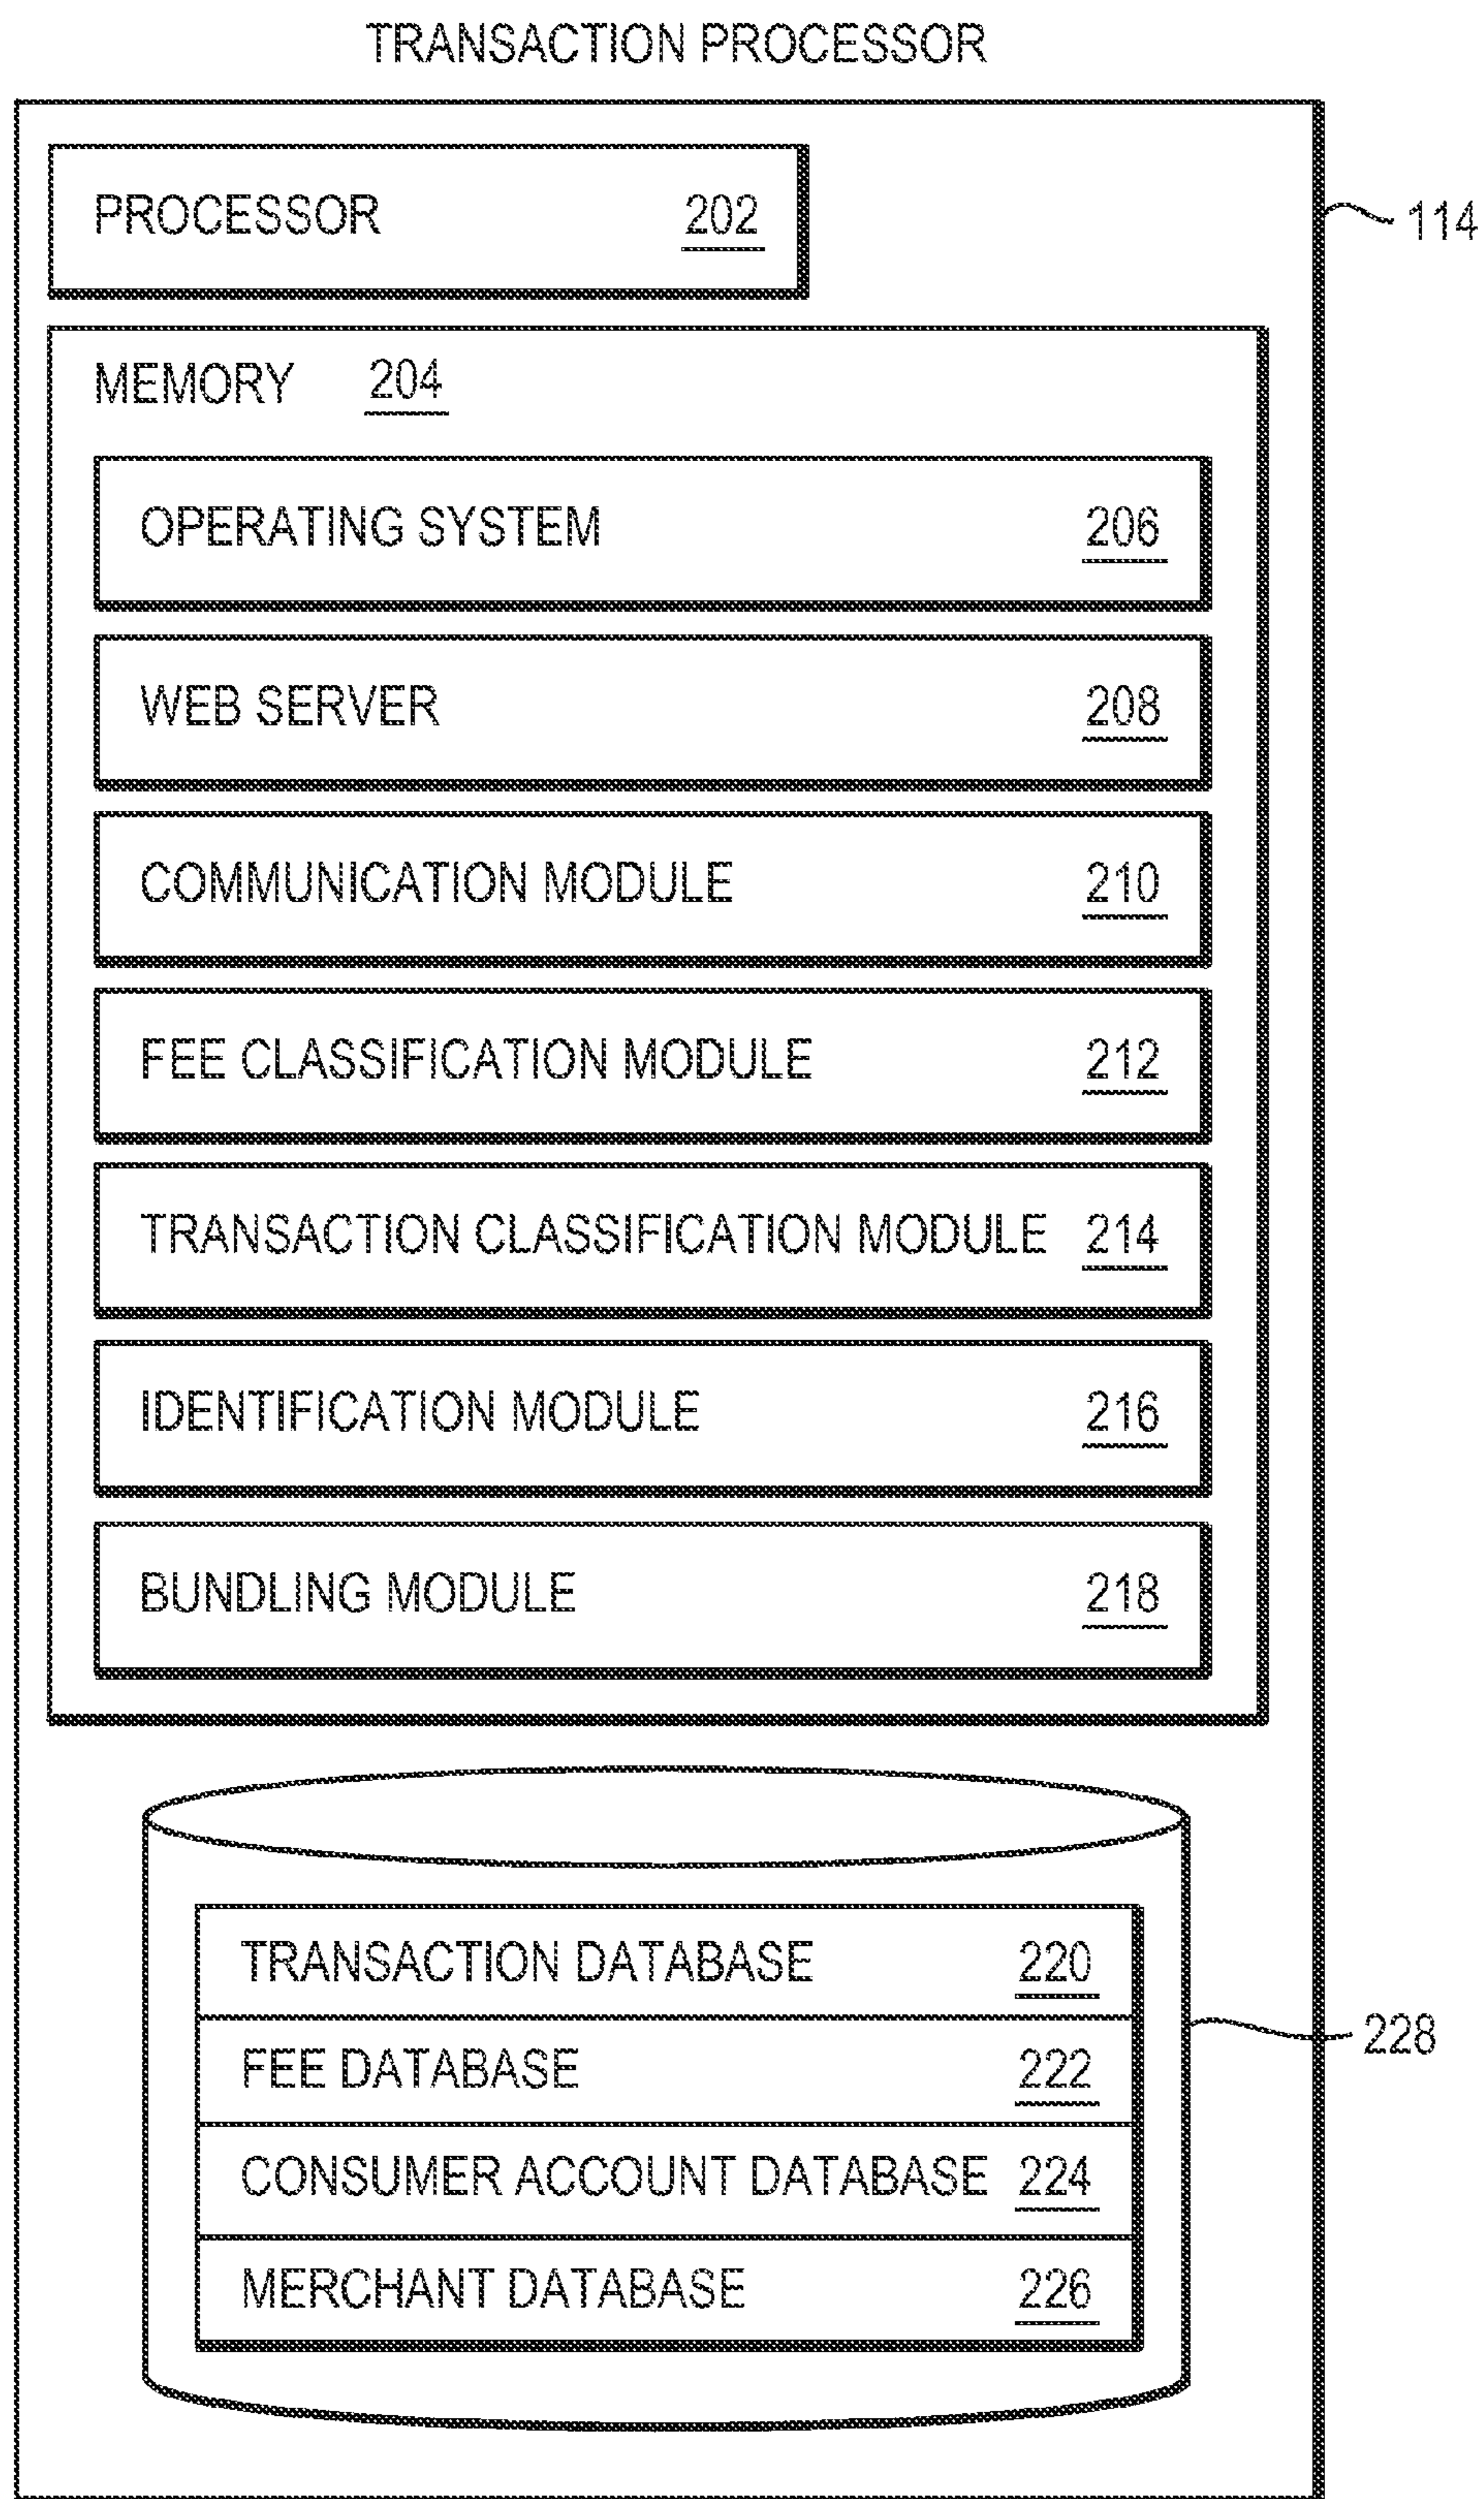 TRANSACTION PROCESSOR
PROCESSOR 202
114
MEMORY 204
OPERATING SYSTEM 206
WEB SERVER 208
COMMUNICATION MODULE 210
FEE CLASSIFICATION MODULE 212
TRANSACTION CLASSIFICATION MODULE 214
IDENTIFICATION MODULE 216
BUNDLING MODULE 218
TRANSACTION DATABASE 220
FEE DATABASE 222
228
CONSUMER ACCOUNT DATABASE 224
MERCHANT DATABASE 226